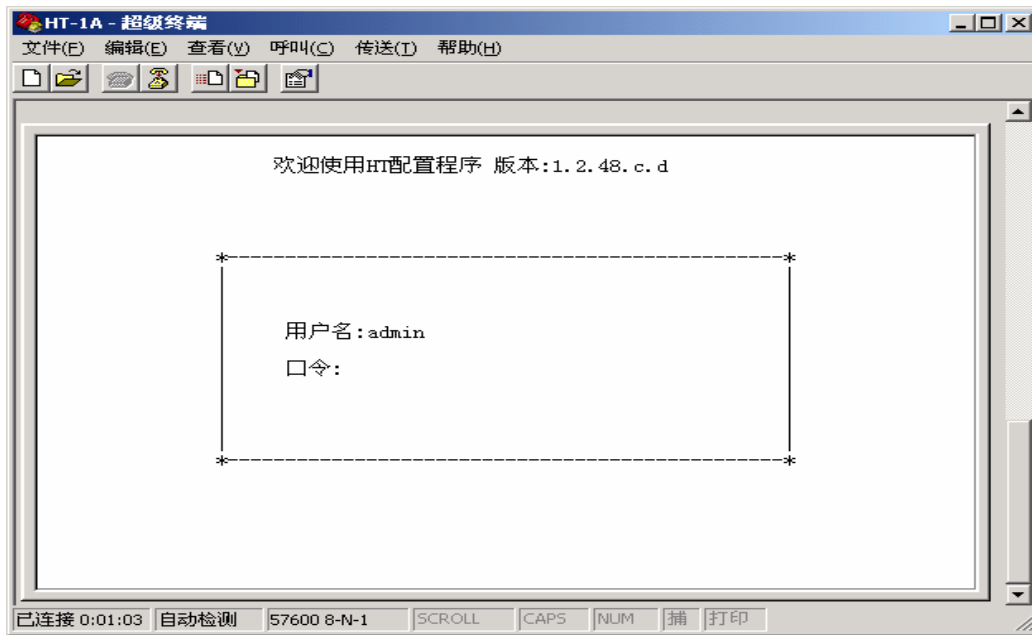 HT-1A - 超级终端
文件(F) 编辑(E) 查看(V) 呼叫(C) 传送(T) 帮助(H)
欢迎使用HT配置程序 版本:1.2.48.c.d
*------------------------------------------------*
用户名:admin
口令:
*------------------------------------------------*
已连接 0:01:03 自动检测 57600 8-N-1 SCROLL CAPS NUM 捕 打印